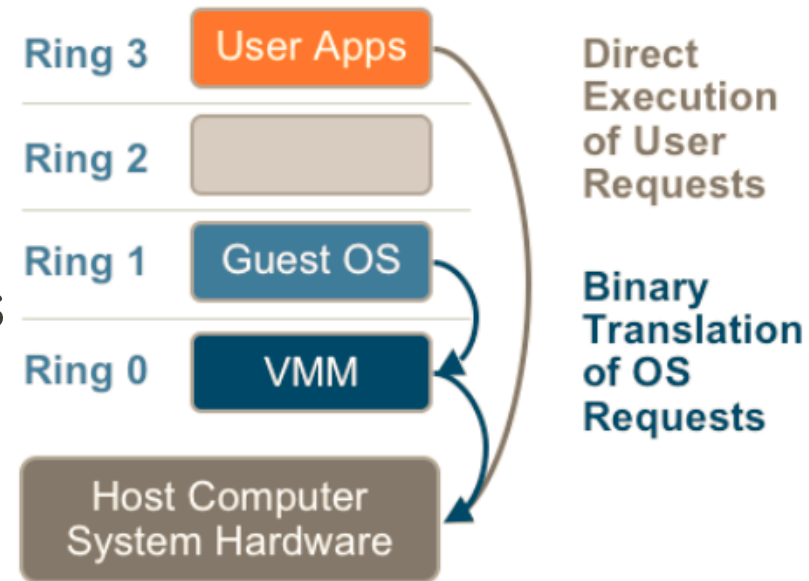 Ring 3
User Apps
Ring 2
Ring 1
Guest OS
Ring 0
VMM
Host Computer
System Hardware
Direct
Execution
of User
Requests
Binary
Translation
of OS
Requests